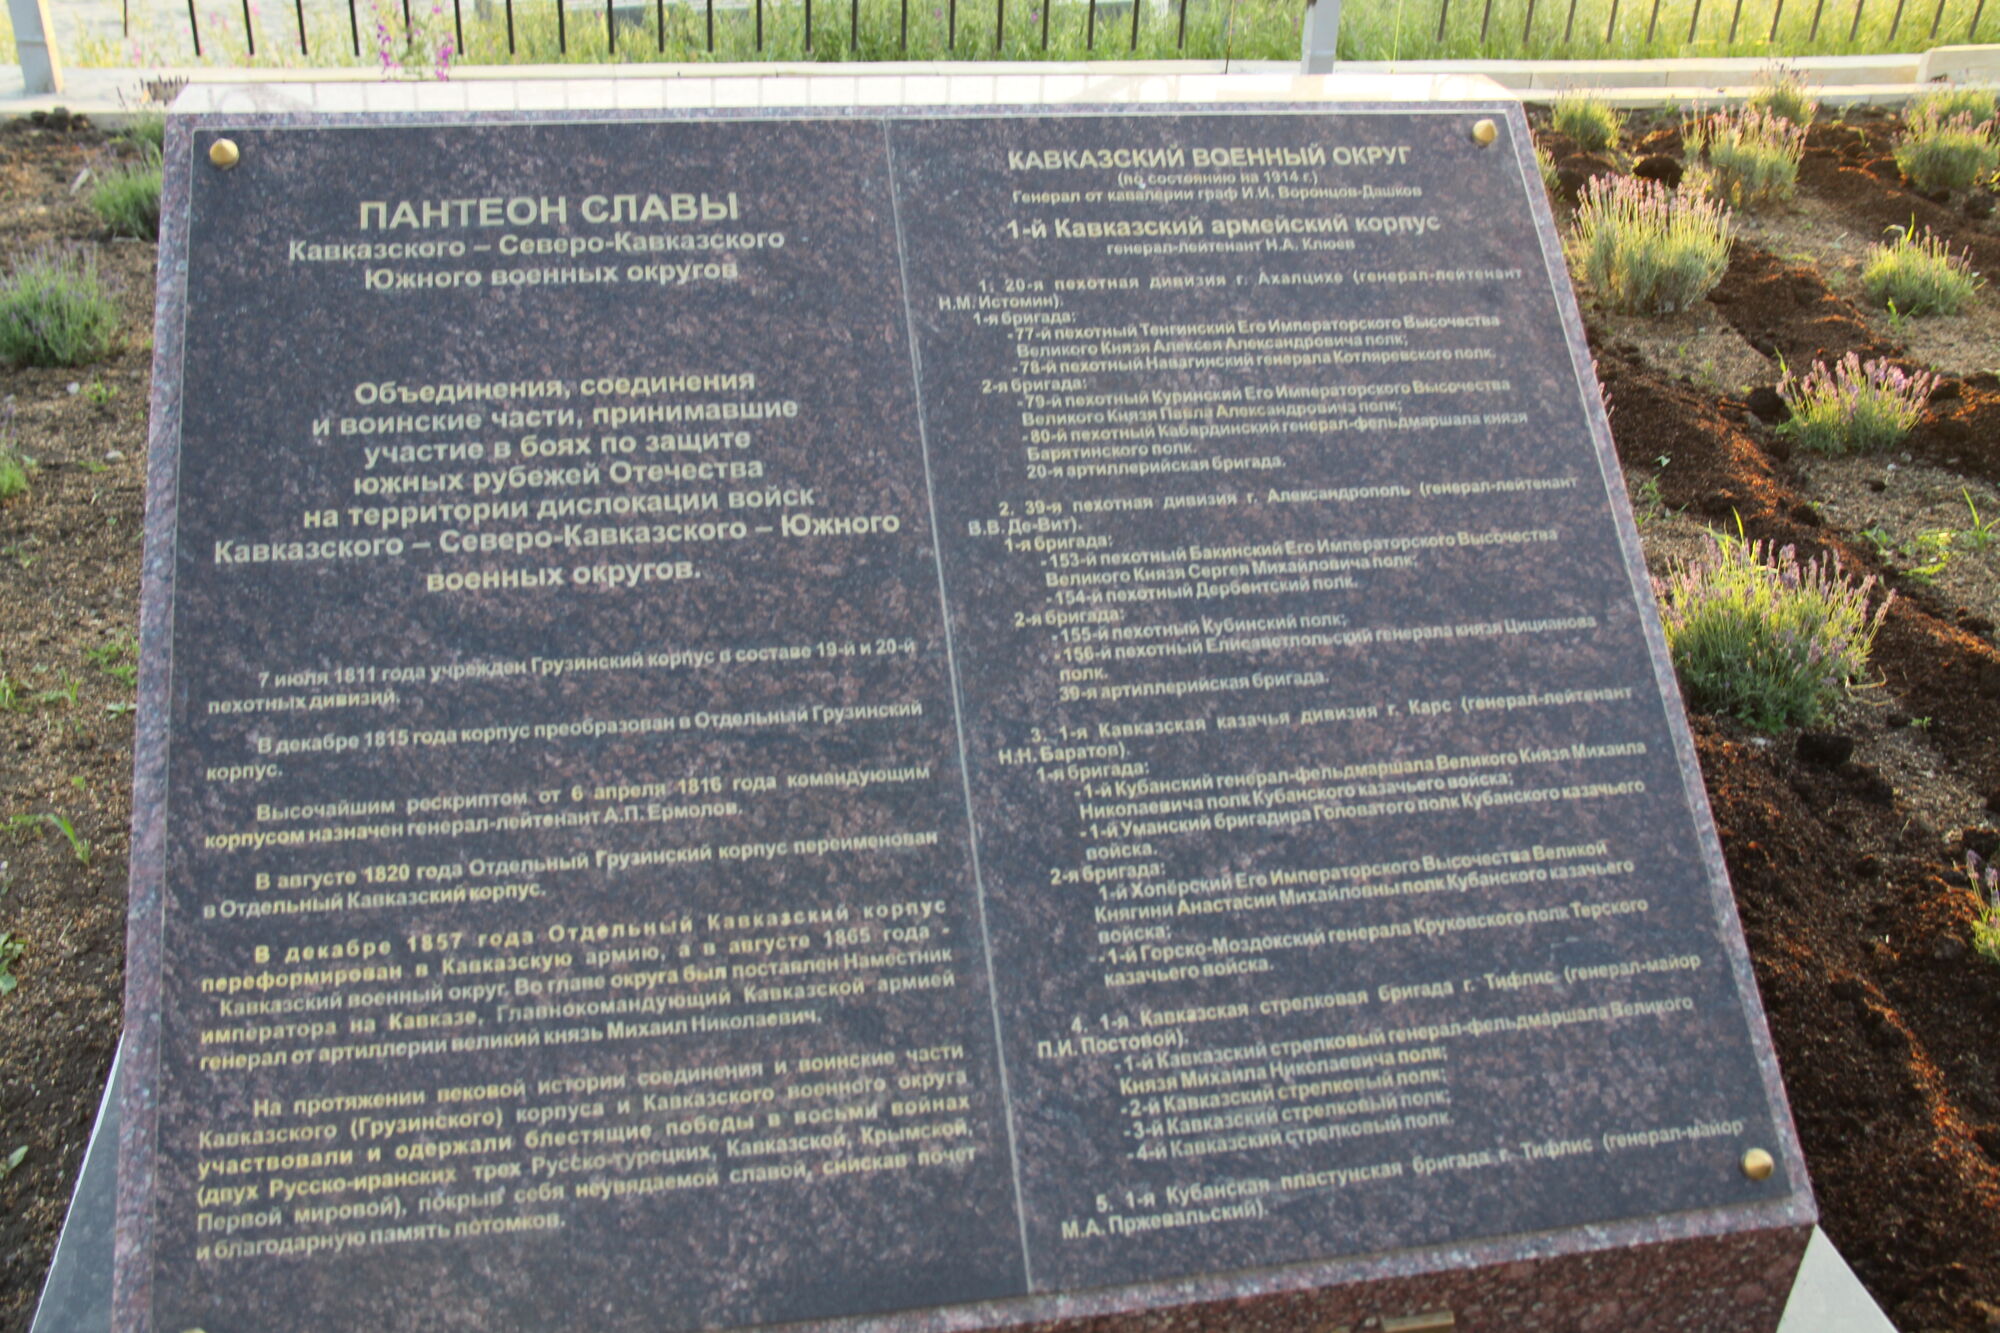 ПАНТЕОН СЛАВЫ
Кавказского – Северо-Кавказского
Южного военных округов
Объединения, соединения
и воинские части, принимавшие
участие в боях по защите
южных рубежей Отечества
на территории дислокации войск
Кавказского – Северо-Кавказского – Южного
военных округов.
7 июля 1811 года учрежден Грузинский корпус в составе 19-й и 20-й
пехотных дивизий.
В декабре 1815 года корпус преобразован в Отдельный Грузинский
корпус.
Высочайшим рескриптом от 6 апреля 1816 года командующим
корпусом назначен генерал-лейтенант А.П. Ермолов.
В августе 1820 года Отдельный Грузинский корпус переименован
в Отдельный Кавказский корпус.
В декабре 1857 года Отдельный Кавказский корпус
переформирован в Кавказскую армию, а в августе 1865 года -
Кавказский военный округ. Во главе округа был поставлен Наместник
императора на Кавказе, Главнокомандующий Кавказской армией
генерал от артиллерии великий князь Михаил Николаевич.
На протяжении вековой истории соединения и воинские части
Кавказского (Грузинского) корпуса и Кавказского военного округа
участвовали и одержали блестящие победы в восьми войнах
(двух Русско-иранских трех Русско-турецких, Кавказской, Крымской,
Первой мировой), покрыв себя неувядаемой славой, снискав почет
и благодарную память потомков.
КАВКАЗСКИЙ ВОЕННЫЙ ОКРУГ
(по состоянию на 1914 г.)
Генерал от кавалерии граф И.И. Воронцов-Дашков
1-й Кавказский армейский корпус
генерал-лейтенант Н.А. Клюев
1. 20-я пехотная дивизия г. Ахалцихе (генерал-лейтенант
Н.М. Истомин).
1-я бригада:
- 77-й пехотный Тенгинский Его Императорского Высочества
Великого Князя Алексея Александровича полк;
- 78-й пехотный Навагинский генерала Котляревского полк.
2-я бригада:
- 79-й пехотный Куринский Его Императорского Высочества
Великого Князя Павла Александровича полк;
- 80-й пехотный Кабардинский генерал-фельдмаршала князя
Барятинского полк.
20-я артиллерийская бригада.
2. 39-я пехотная дивизия г. Александрополь (генерал-лейтенант
В.В. Де-Вит).
1-я бригада:
- 153-й пехотный Бакинский Его Императорского Высочества
Великого Князя Сергея Михайловича полк;
- 154-й пехотный Дербентский полк.
2-я бригада:
- 155-й пехотный Кубинский полк;
- 156-й пехотный Елисаветпольский генерала князя Цицианова
полк.
39-я артиллерийская бригада.
3. 1-я Кавказская казачья дивизия г. Карс (генерал-лейтенант
Н.Н. Баратов).
1-я бригада:
- 1-й Кубанский генерал-фельдмаршала Великого Князя Михаила
Николаевича полк Кубанского казачьего войска;
- 1-й Уманский бригадира Головатого полк Кубанского казачьего
войска.
2-я бригада:
1-й Хопёрский Его Императорского Высочества Великой
Княгини Анастасии Михайловны полк Кубанского казачьего
войска;
- 1-й Горско-Моздокский генерала Круковского полк Терского
казачьего войска.
4. 1-я Кавказская стрелковая бригада г. Тифлис (генерал-майор
П.И. Постовой).
- 1-й Кавказский стрелковый генерал-фельдмаршала Великого
Князя Михаила Николаевича полк;
- 2-й Кавказский стрелковый полк;
- 3-й Кавказский стрелковый полк;
- 4-й Кавказский стрелковый полк.
5. 1-я Кубанская пластунская бригада г. Тифлис (генерал-майор
М.А. Пржевальский).